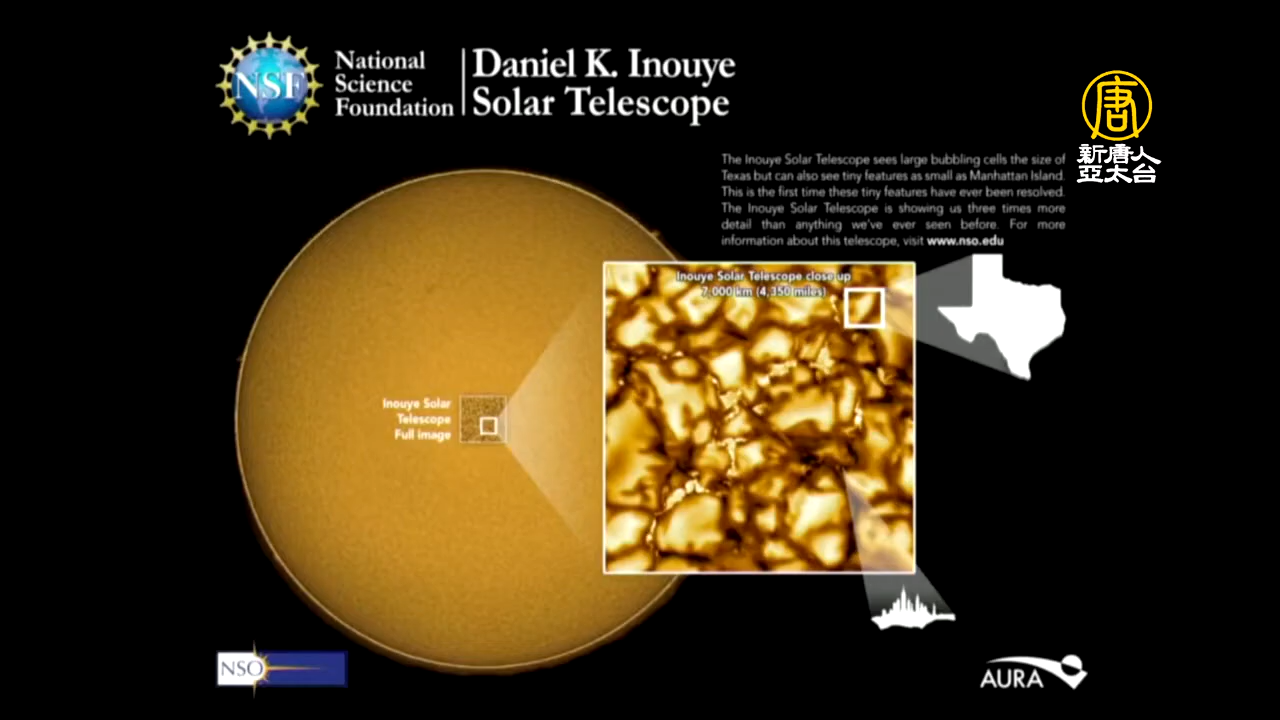 NSF
National
Science
Foundation
Daniel K. Inouye
Solar Telescope
唐
新唐人
亞太台
The Inouye Solar Telescope sees large bubbling cells the size of
Texas but can also see tiny features as small as Manhattan Island.
This is the first time these tiny features have ever been resolved.
The Inouye Solar Telescope is showing us three times more
detail than anything we've ever seen before. For more
information about this telescope, visit www.nso.edu
Inouye Solar Telescope close up
7,000 km (4,350 miles)
Inouye Solar
Telescope
Full image
NSO
AURA